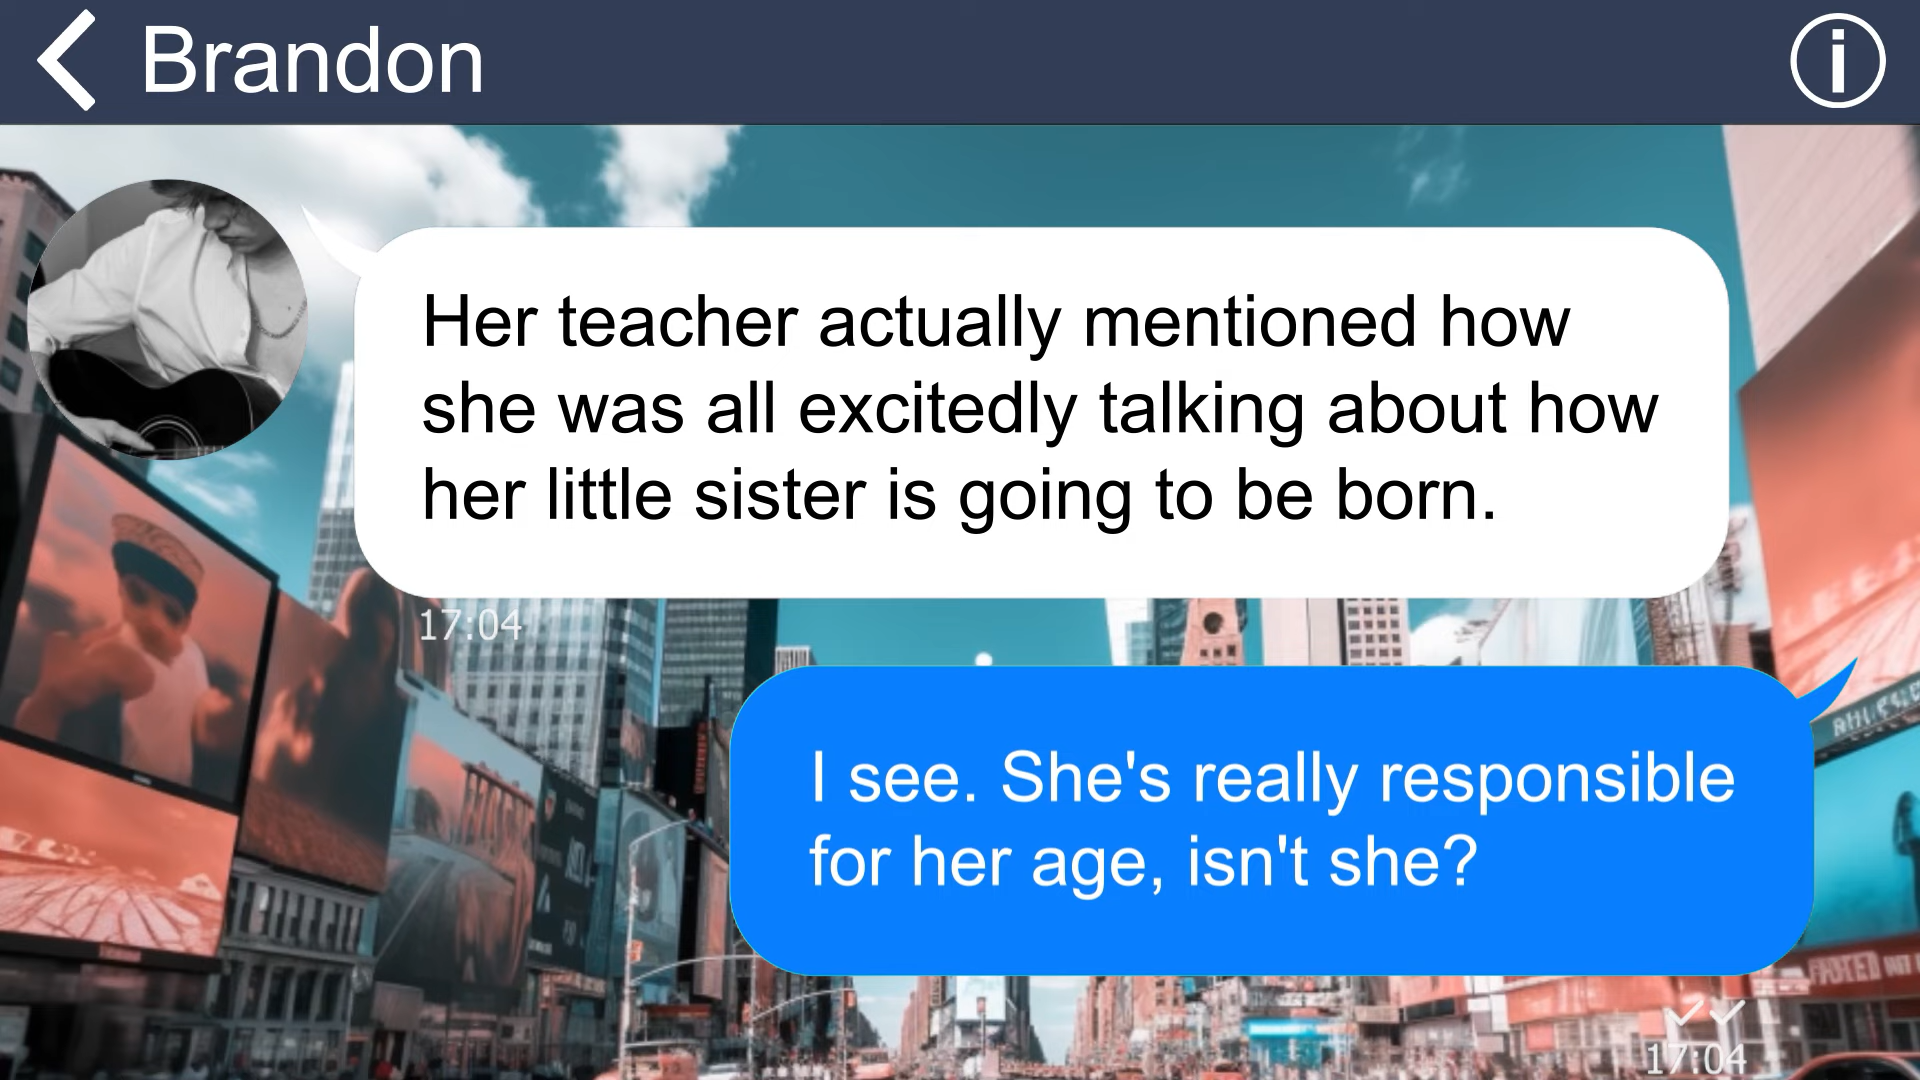 Brandon
Her teacher actually mentioned how
she was all excitedly talking about how
her little sister is going to be born.
17:04
I see. She's really responsible
for her age, isn't she?
17:04